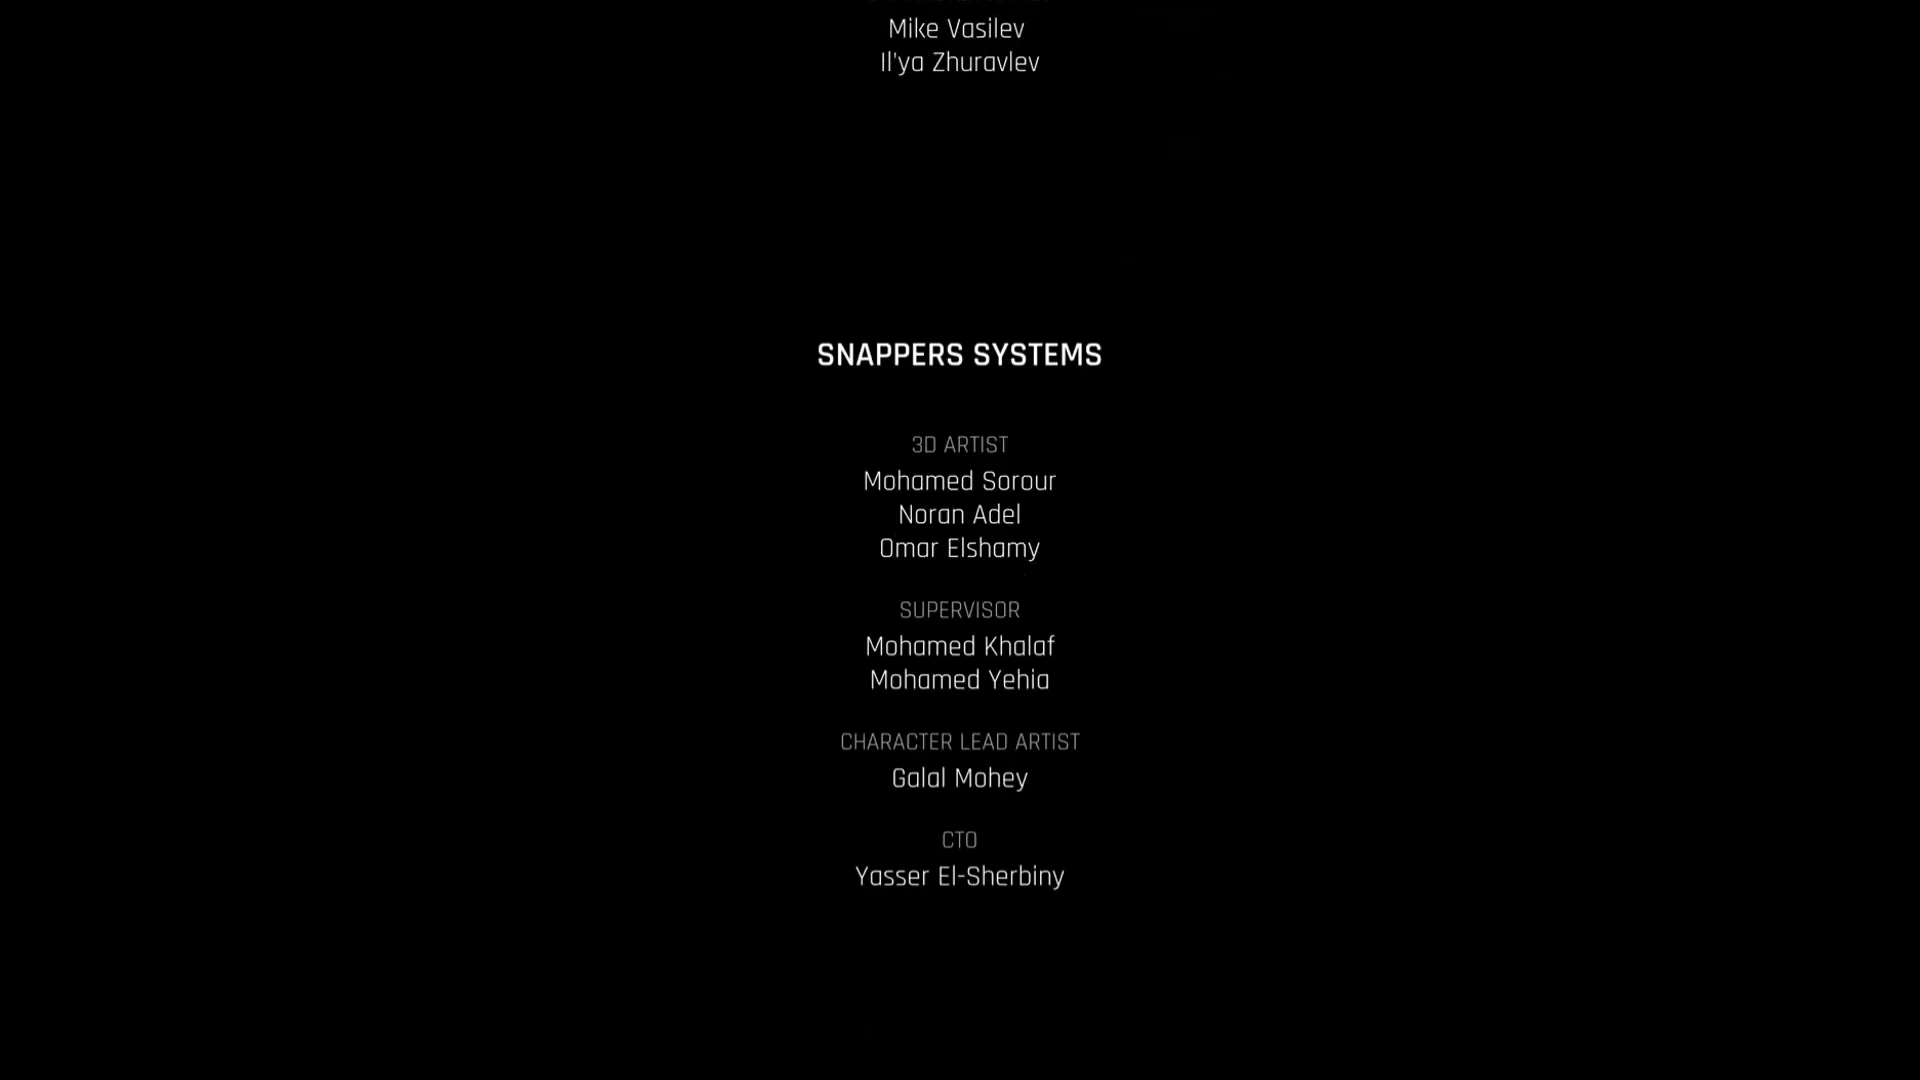 Mike Vasilev
Il'ya Zhuravlev
SNAPPERS SYSTEMS
3D ARTIST
Mohamed Sorour
Noran Adel
Omar Elshamy
SUPERVISOR
Mohamed Khalaf
Mohamed Yehia
CHARACTER LEAD ARTIST
Galal Mohey
CTO
Yasser El-Sherbiny